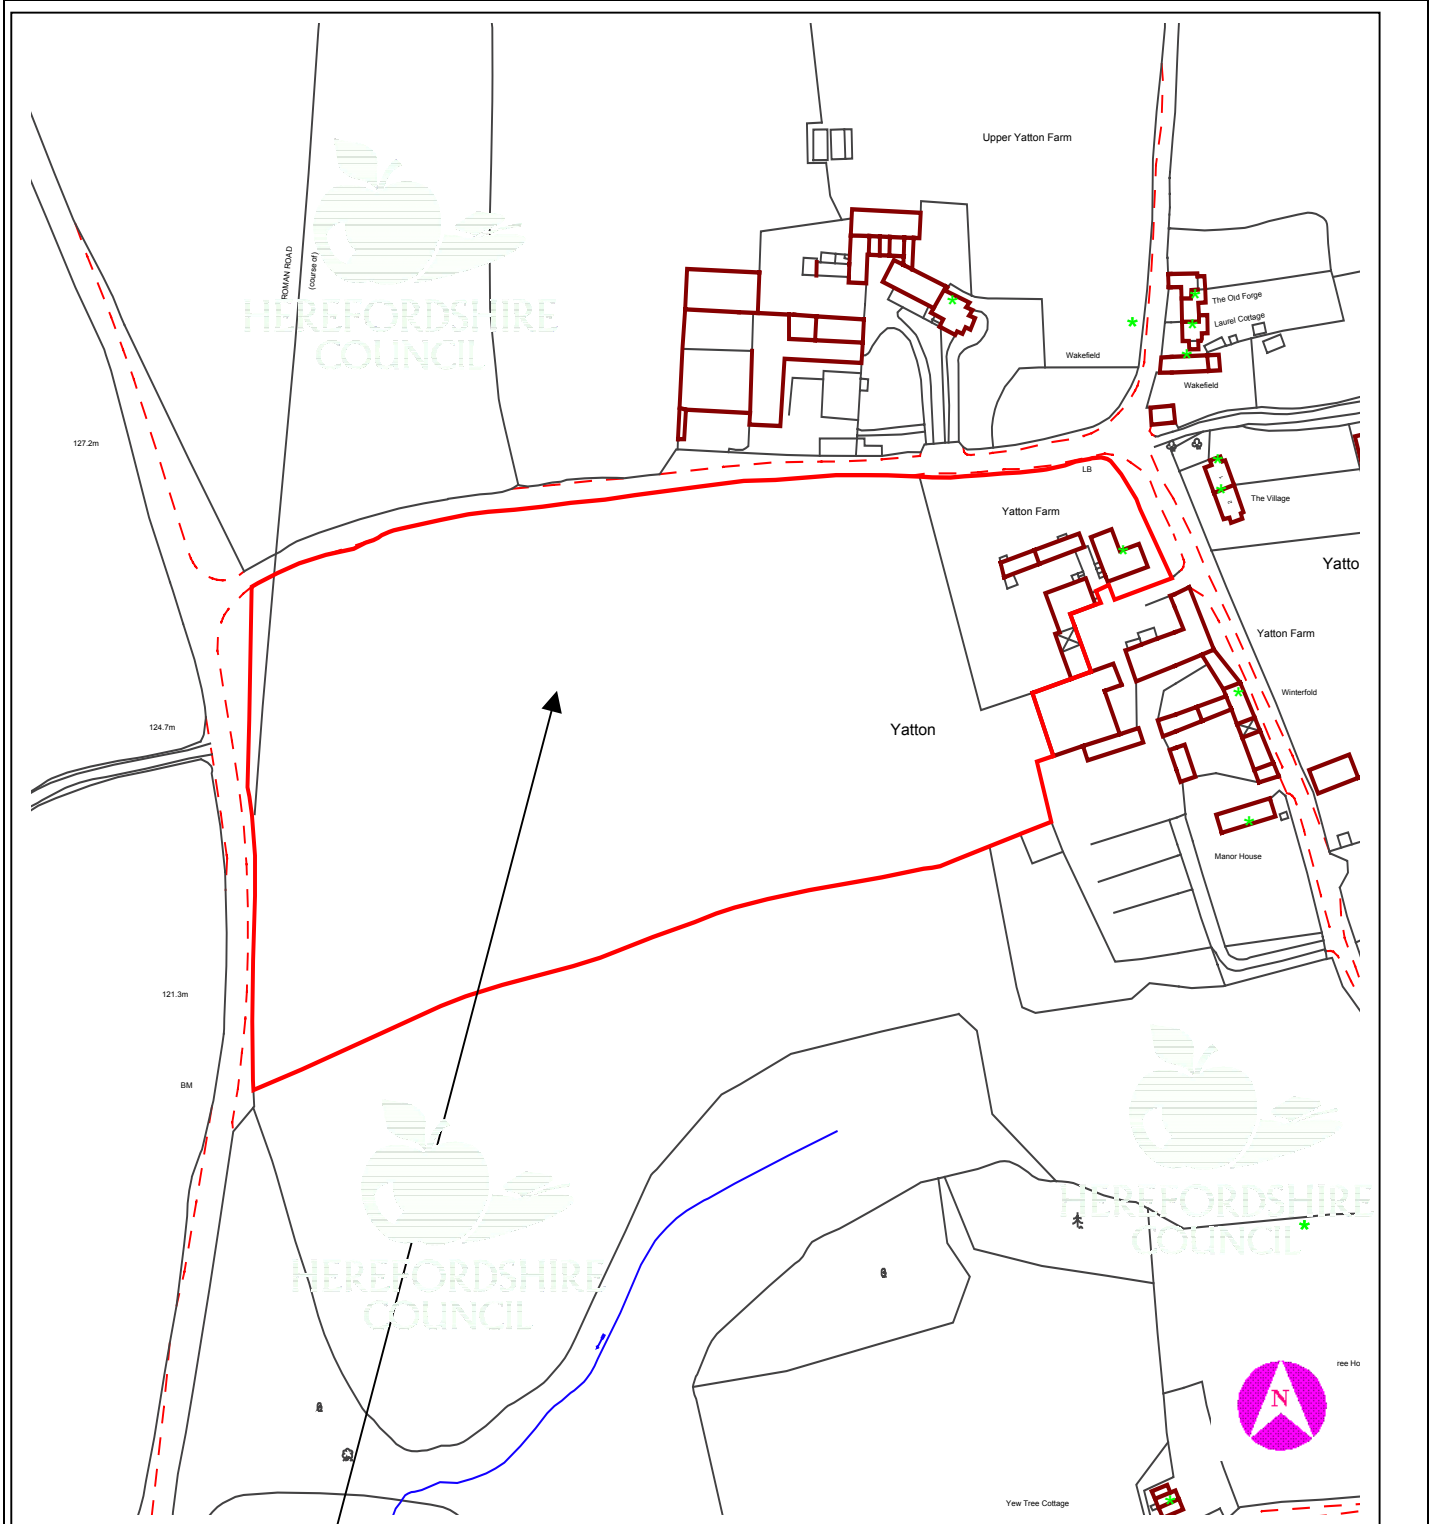 Upper Yatton Farm
ROMAN ROAD
(course of)
HEREFORDSHIRE
COUNCIL
The Old Forge
Laurel Cottage
Wakefield
Wakefield
127.2m
LB
1
2
The Village
Yatton Farm
Yatto
Yatton Farm
Winterfold
124.7m
Yatton
Manor House
121.3m
BM
HEREFORDSHIRE
COUNCIL
HEREFORDSHIRE
COUNCIL
ree Ho
N
Yew Tree Cottage